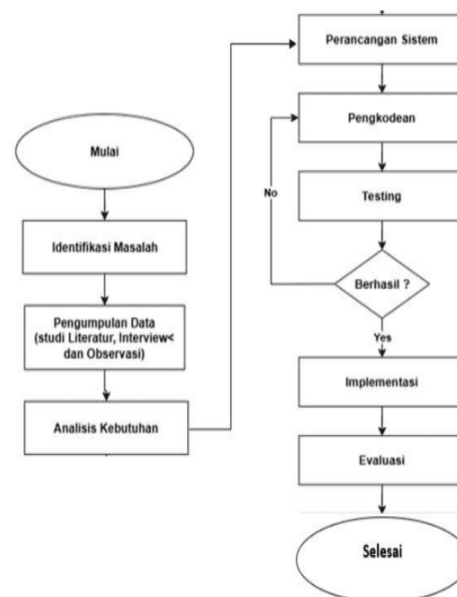 Mulai
Identifikasi Masalah
Pengumpulan Data
(studi Literatur, Interview<
dan Observasi)
Analisis Kebutuhan
Perancangan Sistem
Pengkodean
Testing
No
Berhasil ?
Yes
Implementasi
Evaluasi
Selesai